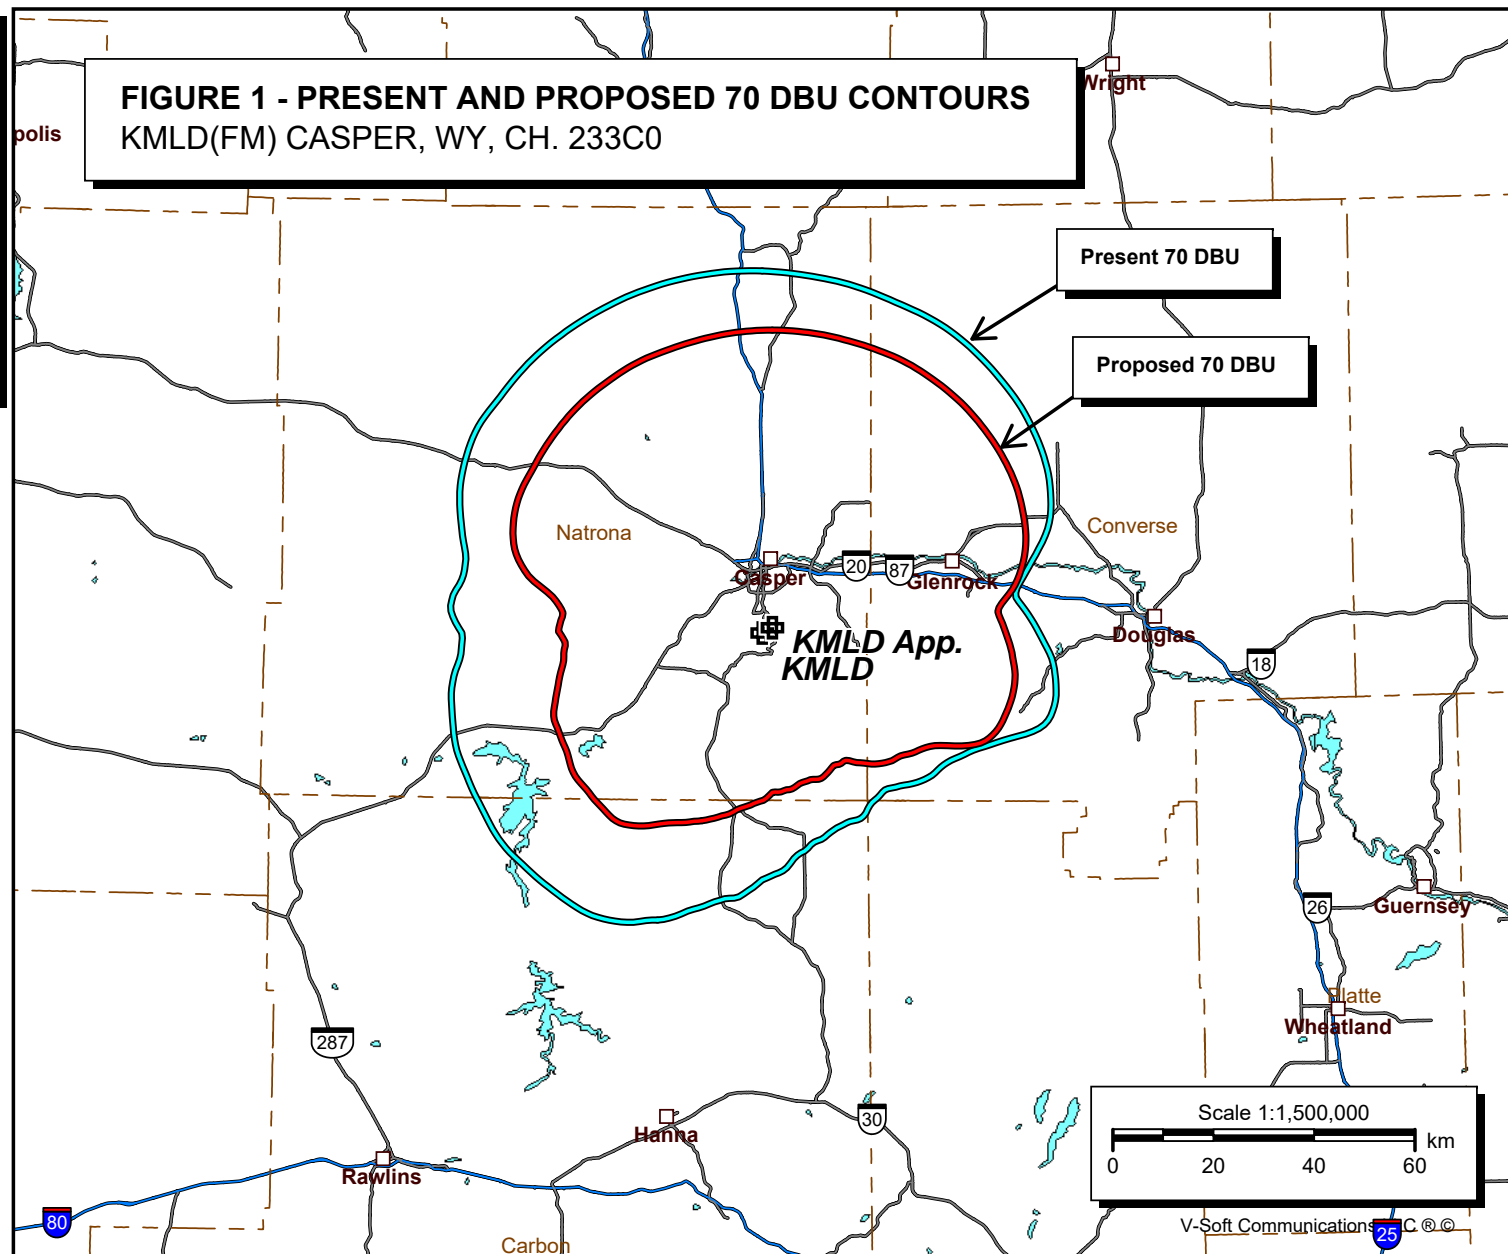 FIGURE 1 - PRESENT AND PROPOSED 70 DBU CONTOURS
KMLD(FM) CASPER, WY, CH. 233C0
Wright
polis
Present 70 DBU
Proposed 70 DBU
Natrona
Converse
Casper
20
87
Glenrock
Douglas
KMLD App.
KMLD
18
26
Guernsey
Platte
Wheatland
287
30
Hanna
Rawlins
80
Carbon
Scale 1:1,500,000
km
0 20 40 60
V-Soft Communications LLC ® ©
25